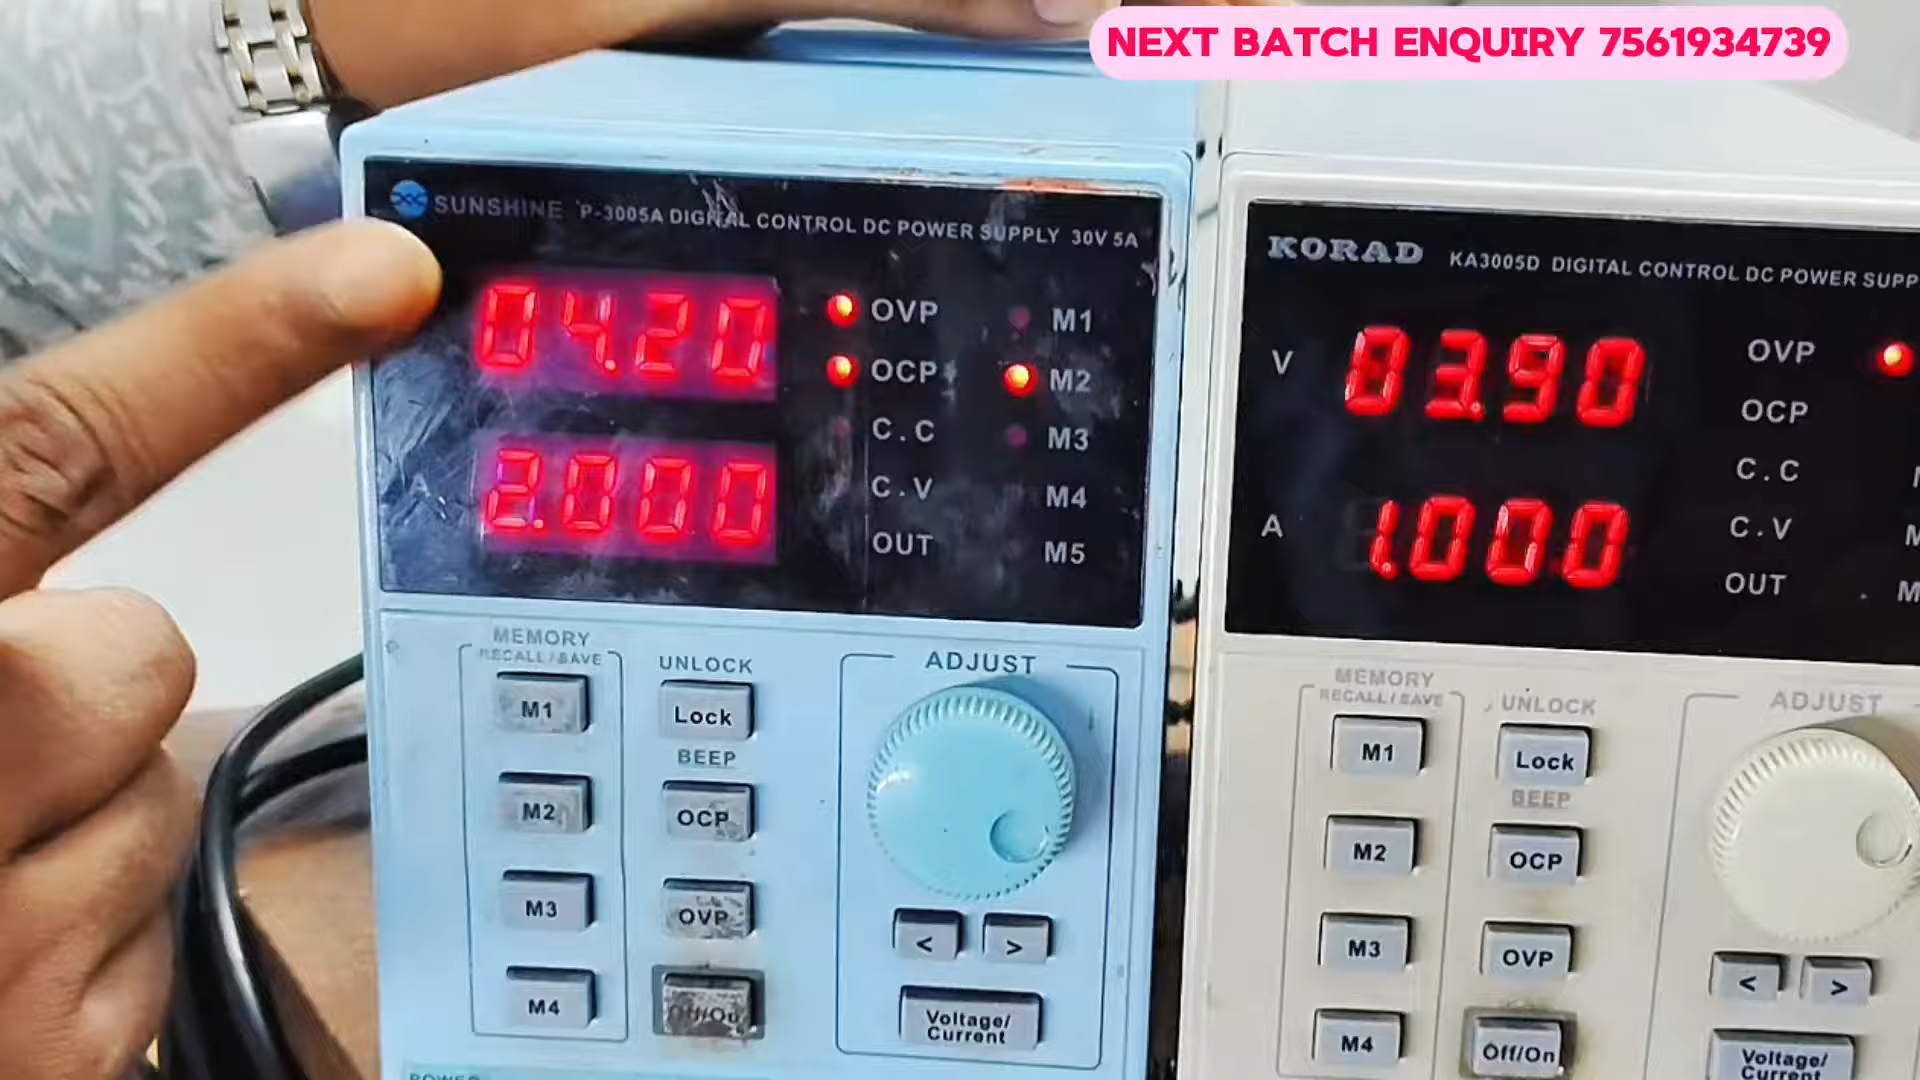 NEXT BATCH ENQUIRY 7561934739
SUNSHINE P-3005A DIGITAL CONTROL DC POWER SUPPLY 30V 5A
04.20
2.000
OVP M1
OCP M2
C.C M3
C.V M4
OUT M5
MEMORY
RECALL/SAVE
M1
M2
M3
M4
UNLOCK
Lock
BEEP
OCP
OVP
Off/On
ADJUST
< >
Voltage/
Current
KORAD KA3005D DIGITAL CONTROL DC POWER SUPP
V 03.90
A 1.000
OVP
OCP
C.C
C.V
OUT
MEMORY
RECALL/SAVE
M1
M2
M3
M4
UNLOCK
Lock
BEEP
OCP
OVP
Off/On
ADJUST
< >
Voltage/
Current